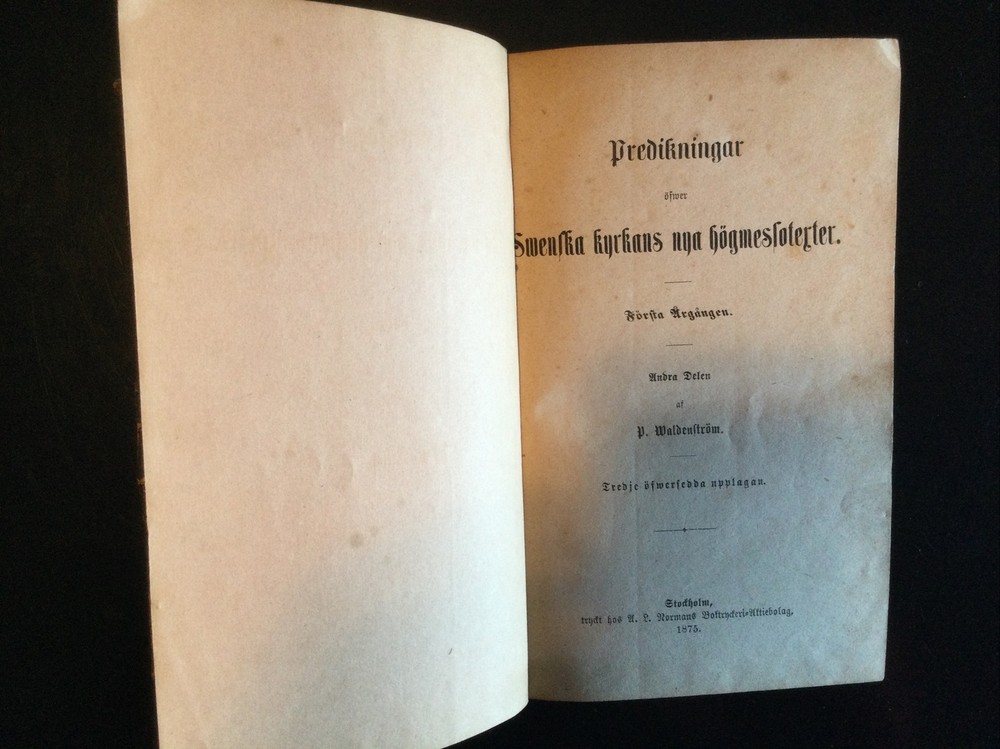 Predikningar
öfwer
Swenska kyrkans nya högmessotexter.
Första Årgången.
Andra Delen
af
P. Waldenström.
Tredje öfwersedda upplagan.
Stockholm,
tryckt hos A. L. Normans Boktryckeri-Aktiebolag,
1875.